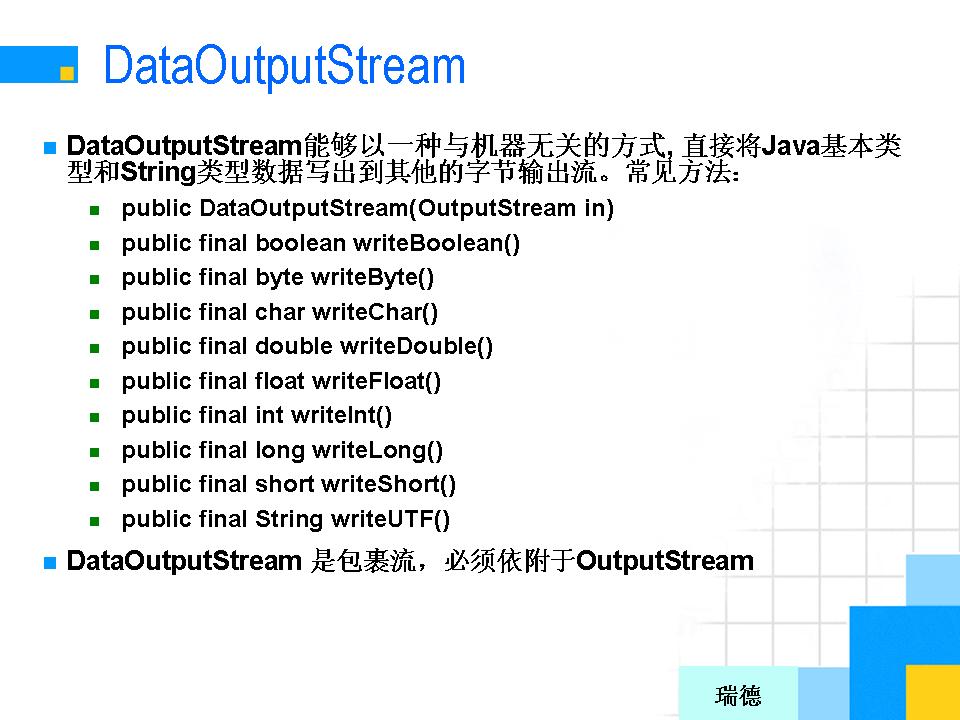 DataOutputStream
DataOutputStream能够以一种与机器无关的方式, 直接将Java基本类
型和String类型数据写出到其他的字节输出流。常见方法：
public DataOutputStream(OutputStream in)
public final boolean writeBoolean()
public final byte writeByte()
public final char writeChar()
public final double writeDouble()
public final float writeFloat()
public final int writeInt()
public final long writeLong()
public final short writeShort()
public final String writeUTF()
DataOutputStream 是包裹流，必须依附于OutputStream
瑞德